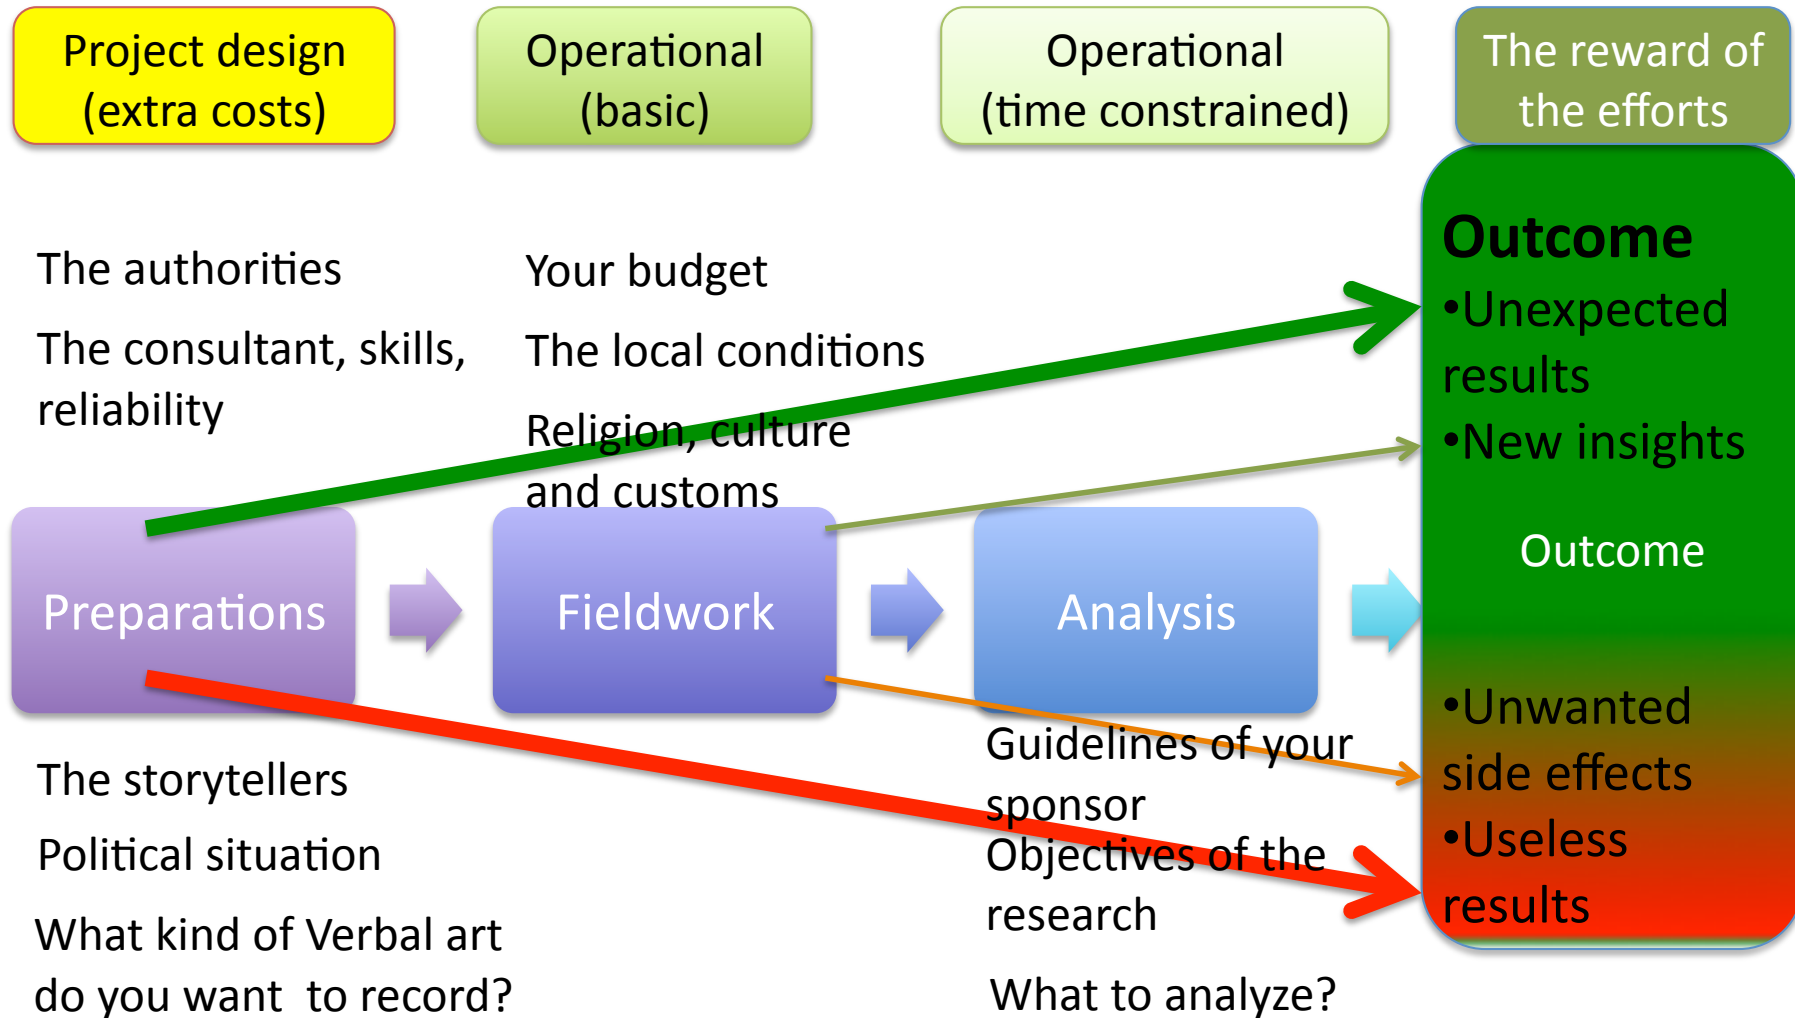 Project design
(extra costs)
Operational
(basic)
Operational
(time constrained)
The reward of
the efforts
The authorities
The consultant, skills,
reliability
Your budget
The local conditions
Religion, culture
and customs
Preparations
Fieldwork
Analysis
Outcome
•Unexpected
results
•New insights
Outcome
•Unwanted
side effects
•Useless
results
The storytellers
Political situation
What kind of Verbal art
do you want  to record?
Guidelines of your
sponsor
Objectives of the
research
What to analyze?